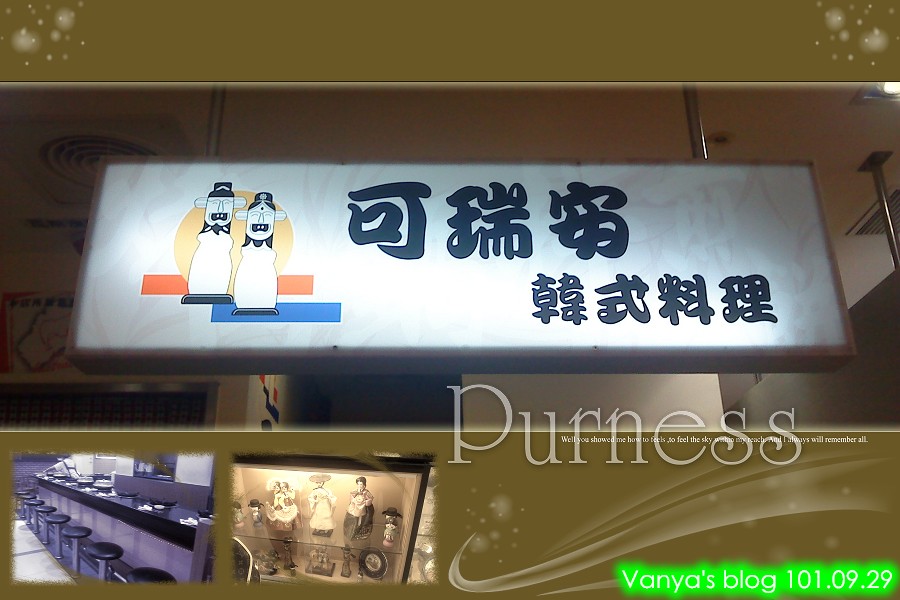 可瑞安
韓式料理
Purness
Well you showed me how to feels ,to feel the sky within my reach. And I always will remember all.
Vanya's blog 101.09.29